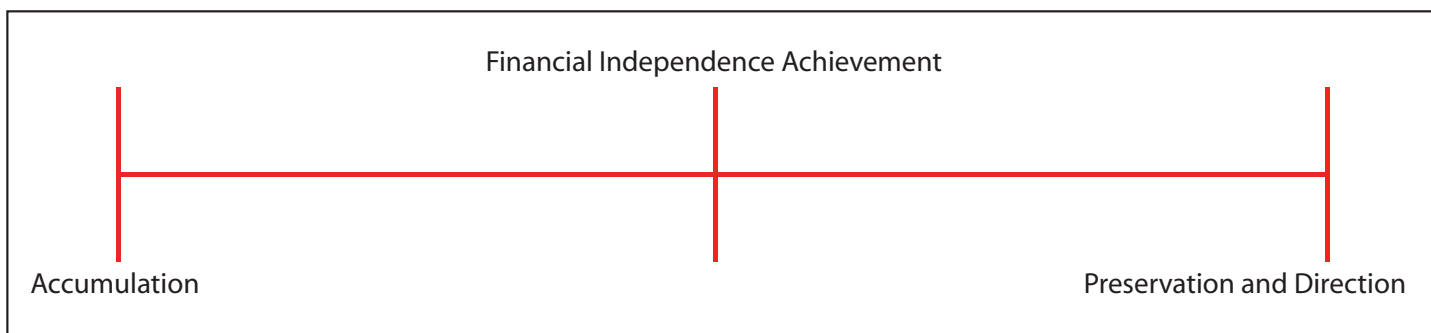 Financial Independence Achievement
Accumulation
Preservation and Direction